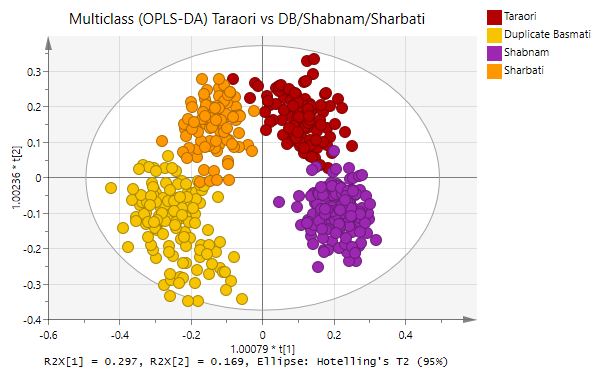 Multiclass (OPLS-DA) Taraori vs DB/Shabnam/Sharbati
Taraori
Duplicate Basmati
Shabnam
Sharbati
0.3
0.2
0.1
0
-0.1
-0.2
-0.3
-0.4
1.00236 * t[2]
-0.6
-0.4
-0.2
0
0.2
0.4
1.00079 * t[1]
R2X[1] = 0.297, R2X[2] = 0.169, Ellipse: Hotelling's T2 (95%)